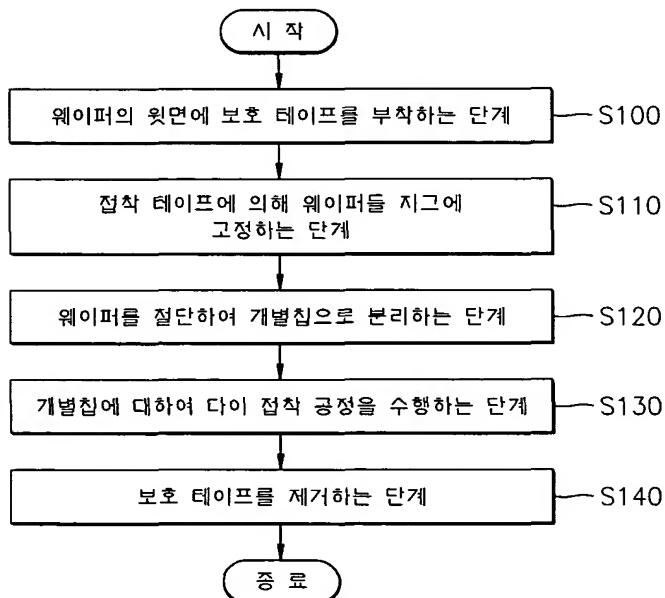 시 작
웨이퍼의 윗면에 보호 테이프를 부착하는 단계
S100
접착 테이프에 의해 웨이퍼들 지그에
고정하는 단계
S110
웨이퍼를 절단하여 개별칩으로 분리하는 단계
S120
개별칩에 대하여 다이 접착 공정을 수행하는 단계
S130
보호 테이프를 제거하는 단계
S140
종 료